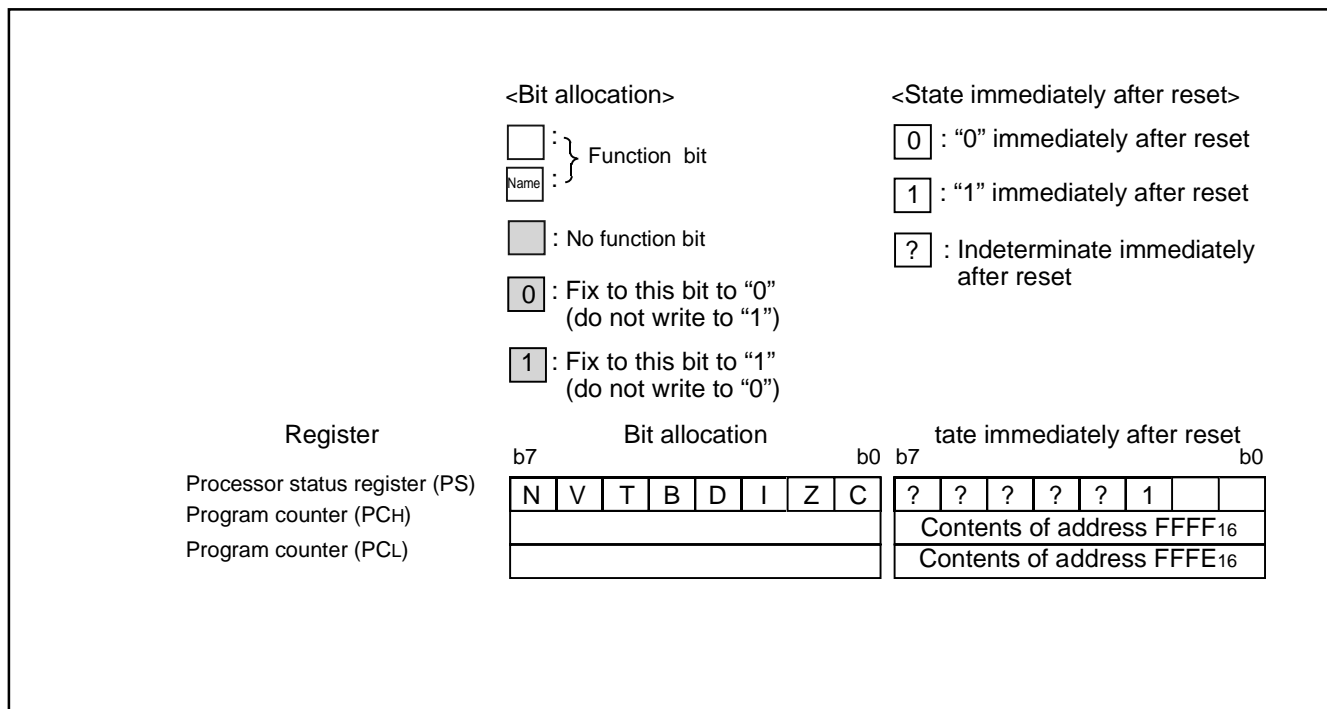 <Bit allocation>
:
Function bit
Name :
: No function bit
0 : Fix to this bit to “0”
(do not write to “1”)
1 : Fix to this bit to “1”
(do not write to “0”)
<State immediately after reset>
0 : “0” immediately after reset
1 : “1” immediately after reset
? : Indeterminate immediately
after reset
Register Bit allocation tate immediately after reset
b7 b0 b7 b0
Processor status register (PS) N V T B D I Z C ? ? ? ? ? 1
Program counter (PCH) Contents of address FFFF16
Program counter (PCL) Contents of address FFFE16